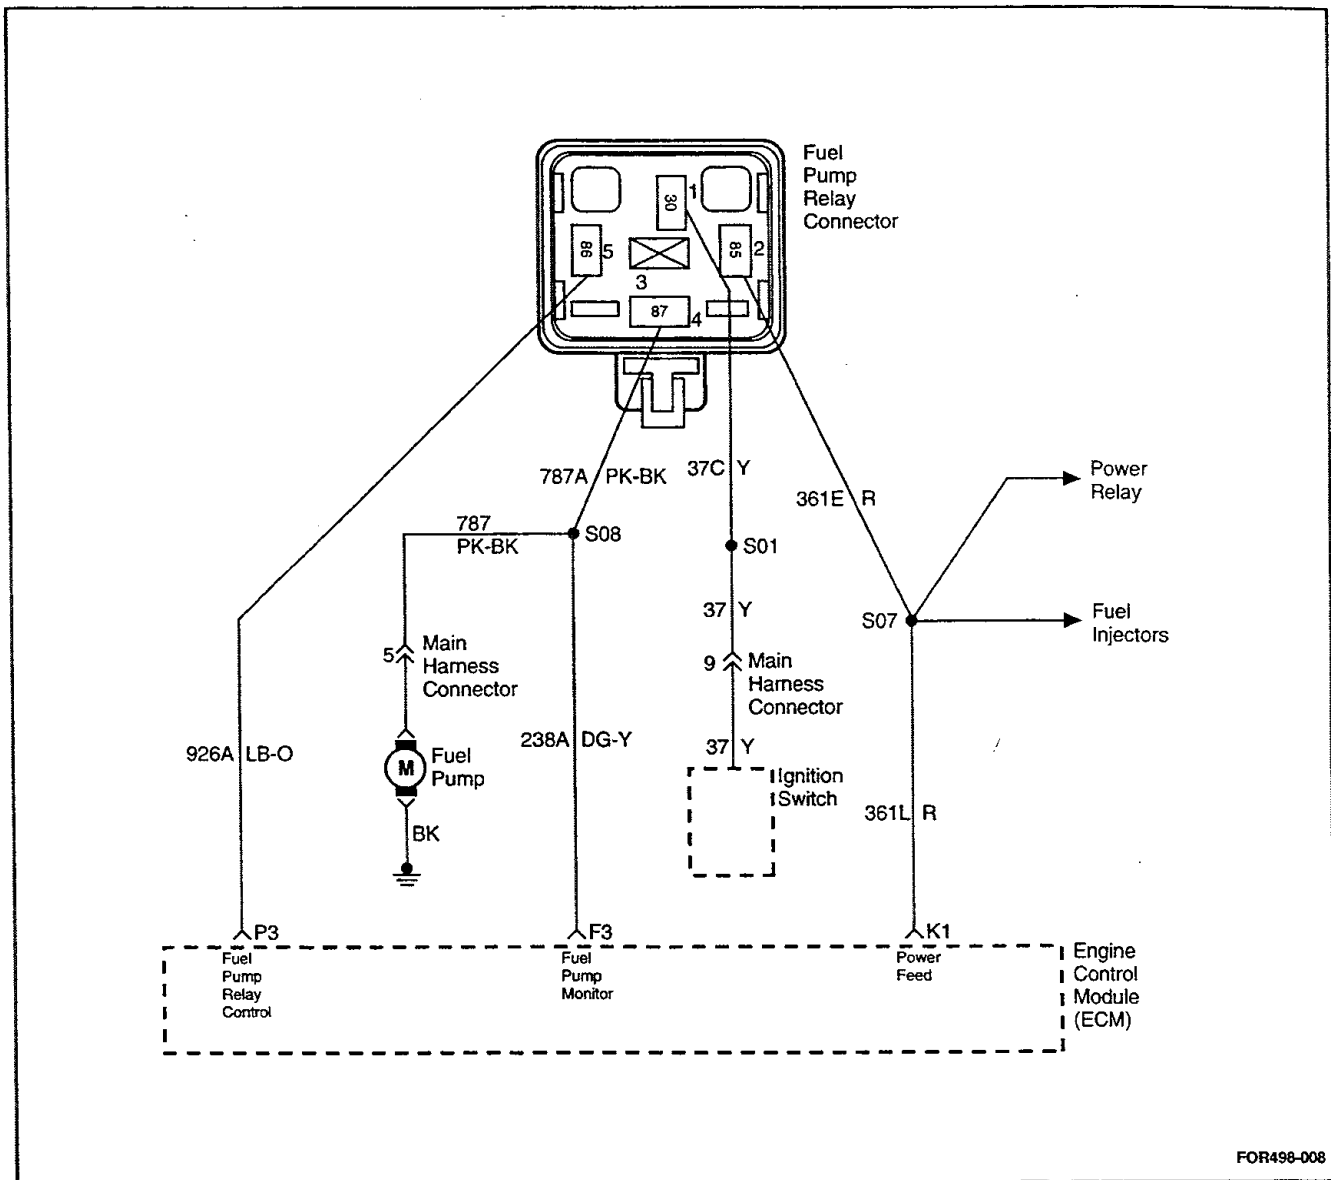 Fuel
Pump
Relay
Connector
30
1
86
5
85
2
3
87
4
787A PK-BK
37C Y
361E R
Power
Relay
787
PK-BK
S08
S01
37 Y
S07
Fuel
Injectors
5
Main
Harness
Connector
9
Main
Harness
Connector
926A LB-O
M
Fuel
Pump
238A DG-Y
37 Y
Ignition
Switch
BK
361L R
P3
F3
K1
Fuel
Pump
Relay
Control
Fuel
Pump
Monitor
Power
Feed
Engine
Control
Module
(ECM)
FOR498-008